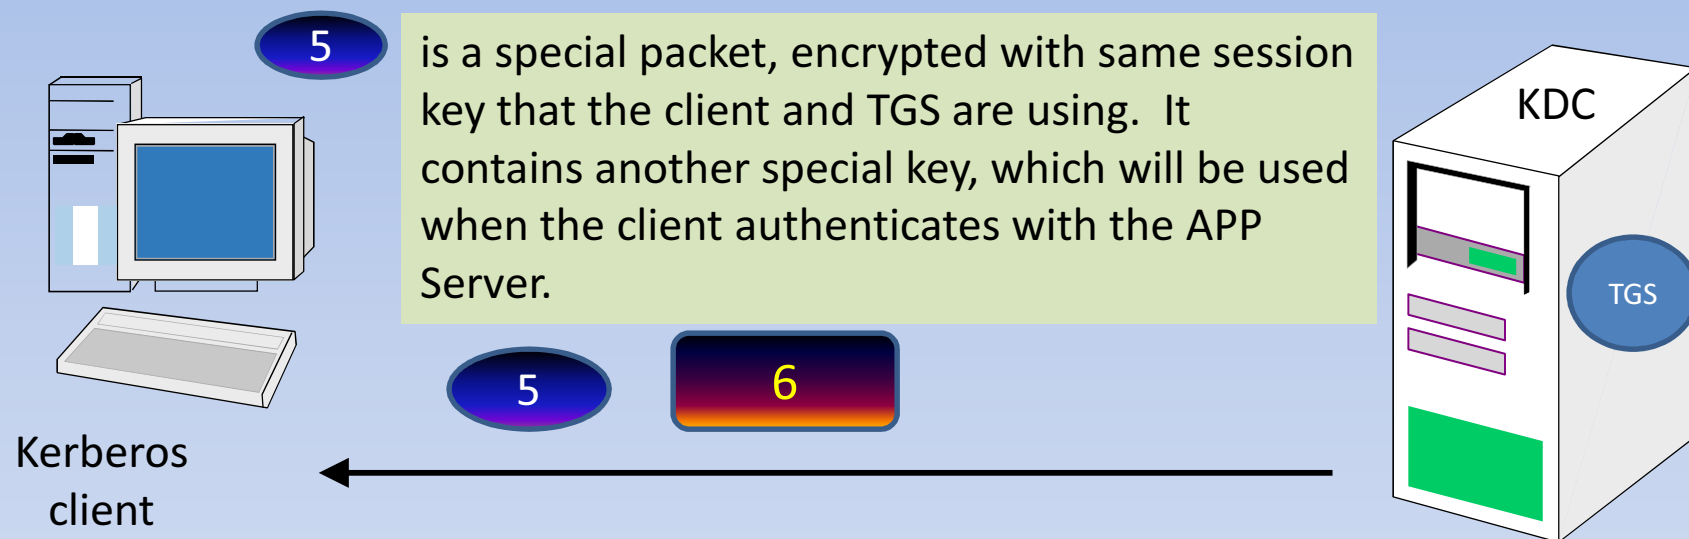 5
is a special packet, encrypted with same session
key that the client and TGS are using.  It
contains another special key, which will be used
when the client authenticates with the APP
Server.
KDC
TGS
5
6
Kerberos
client